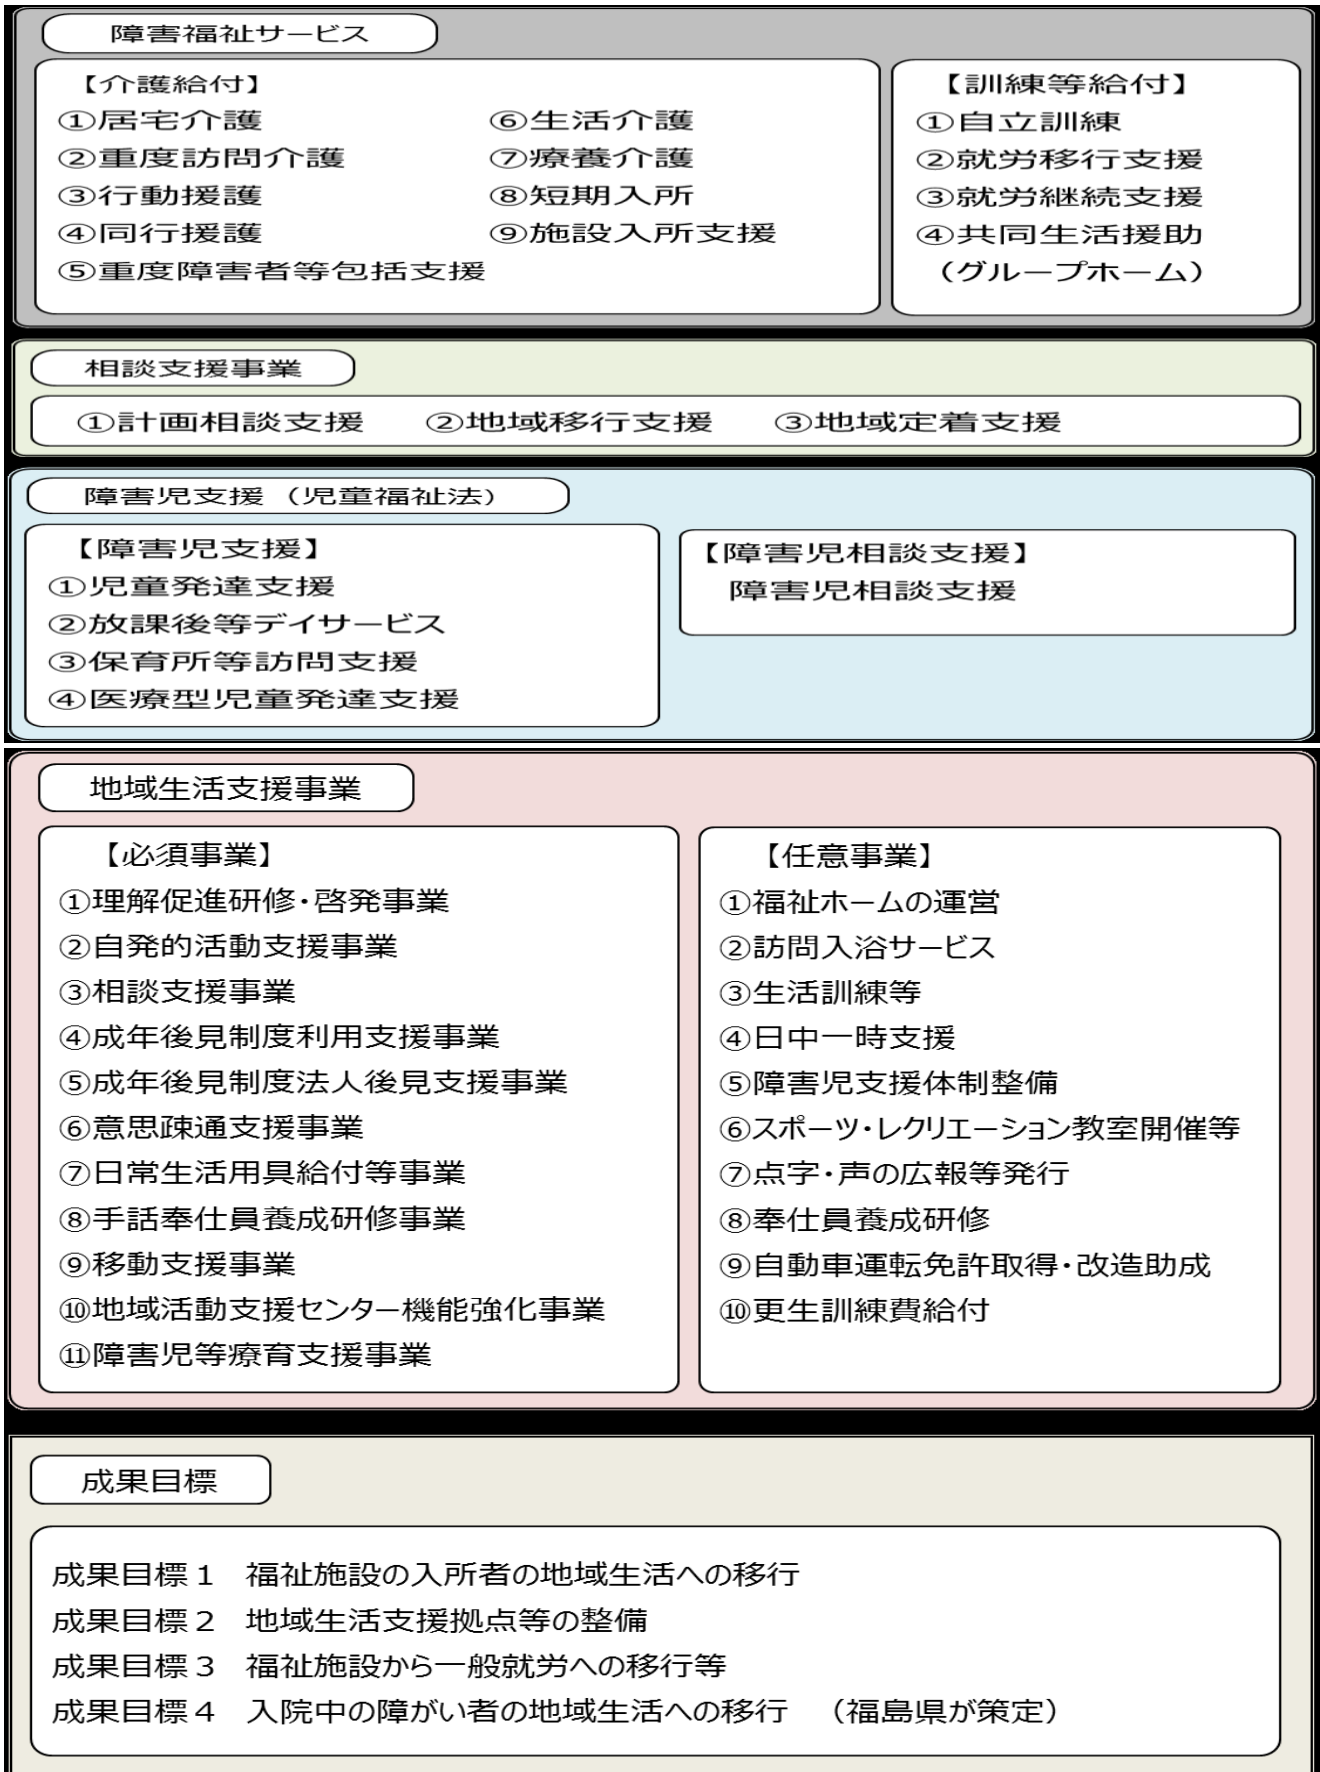 障害福祉サービス
【介護給付】
①居宅介護
②重度訪問介護
③行動援護
④同行援護
⑤重度障害者等包括支援
⑥生活介護
⑦療養介護
⑧短期入所
⑨施設入所支援
【訓練等給付】
①自立訓練
②就労移行支援
③就労継続支援
④共同生活援助
（グループホーム）
相談支援事業
①計画相談支援　②地域移行支援　③地域定着支援
障害児支援（児童福祉法）
【障害児支援】
①児童発達支援
②放課後等デイサービス
③保育所等訪問支援
④医療型児童発達支援
【障害児相談支援】
障害児相談支援
地域生活支援事業
【必須事業】
①理解促進研修・啓発事業
②自発的活動支援事業
③相談支援事業
④成年後見制度利用支援事業
⑤成年後見制度法人後見支援事業
⑥意思疎通支援事業
⑦日常生活用具給付等事業
⑧手話奉仕員養成研修事業
⑨移動支援事業
⑩地域活動支援センター機能強化事業
⑪障害児等療育支援事業
【任意事業】
①福祉ホームの運営
②訪問入浴サービス
③生活訓練等
④日中一時支援
⑤障害児支援体制整備
⑥スポーツ・レクリエーション教室開催等
⑦点字・声の広報等発行
⑧奉仕員養成研修
⑨自動車運転免許取得・改造助成
⑩更生訓練費給付
成果目標
成果目標１　福祉施設の入所者の地域生活への移行
成果目標２　地域生活支援拠点等の整備
成果目標３　福祉施設から一般就労への移行等
成果目標４　入院中の障がい者の地域生活への移行　（福島県が策定）